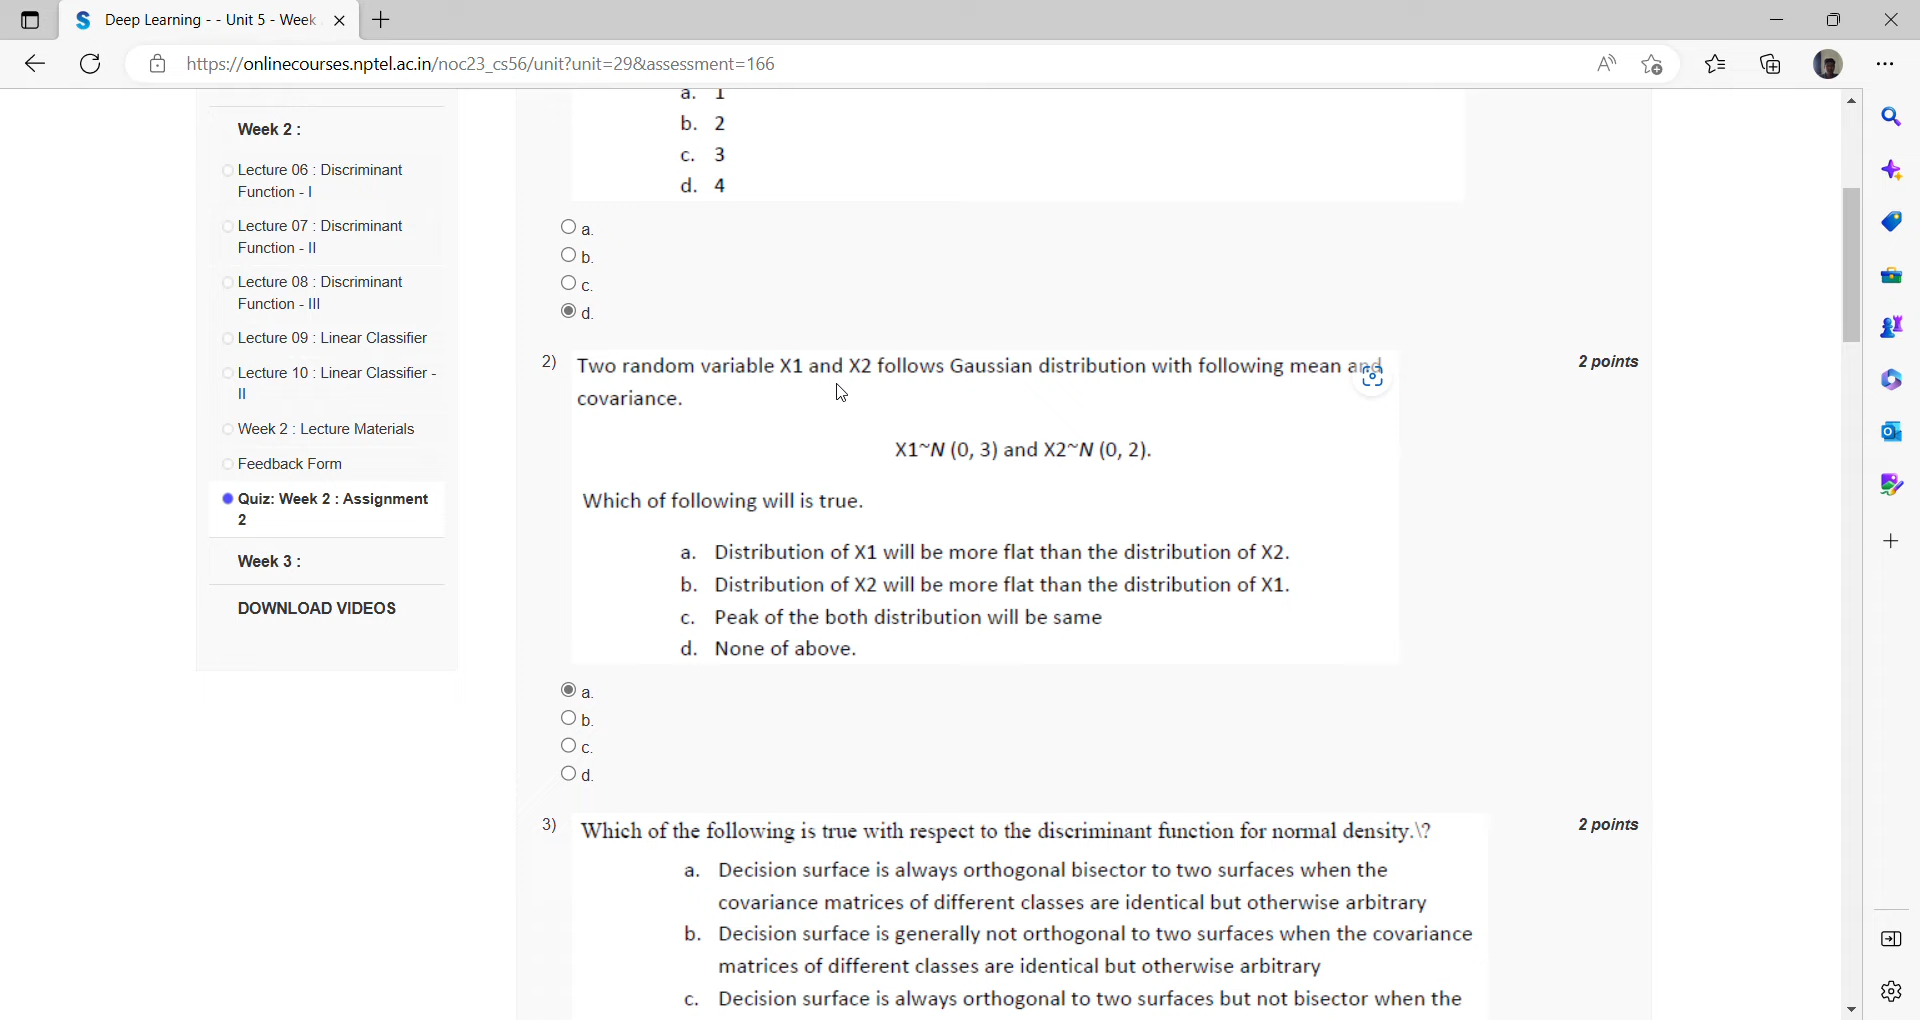 Deep Learning - - Unit 5 - Week
https://onlinecourses.nptel.ac.in/noc23_cs56/unit?unit=29&assessment=166
Week 2 :
Lecture 06 : Discriminant
Function - I
Lecture 07 : Discriminant
Function - II
Lecture 08 : Discriminant
Function - III
Lecture 09 : Linear Classifier
Lecture 10 : Linear Classifier -
II
Week 2 : Lecture Materials
Feedback Form
Quiz: Week 2 : Assignment
2
Week 3 :
DOWNLOAD VIDEOS
a. 1
b. 2
c. 3
d. 4
a.
b.
c.
d.
2) Two random variable X1 and X2 follows Gaussian distribution with following mean and
covariance.
2 points
X1~N (0, 3) and X2~N (0, 2).
Which of following will is true.
a. Distribution of X1 will be more flat than the distribution of X2.
b. Distribution of X2 will be more flat than the distribution of X1.
c. Peak of the both distribution will be same
d. None of above.
a.
b.
c.
d.
3) Which of the following is true with respect to the discriminant function for normal density.\?
2 points
a. Decision surface is always orthogonal bisector to two surfaces when the
covariance matrices of different classes are identical but otherwise arbitrary
b. Decision surface is generally not orthogonal to two surfaces when the covariance
matrices of different classes are identical but otherwise arbitrary
c. Decision surface is always orthogonal to two surfaces but not bisector when the